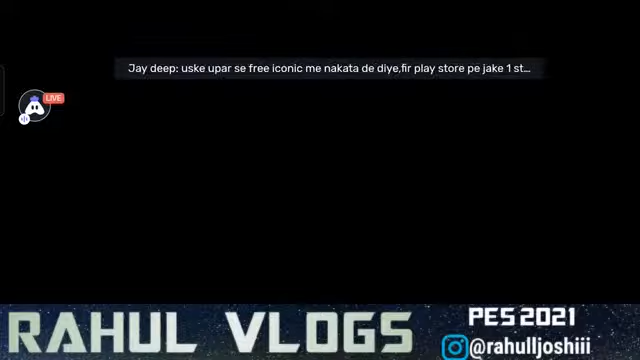 Jay deep: uske upar se free iconic me nakata de diye,fir play store pe jake 1 st...
LIVE
RAHUL VLOGS
PES 2021
@rahulljoshiii